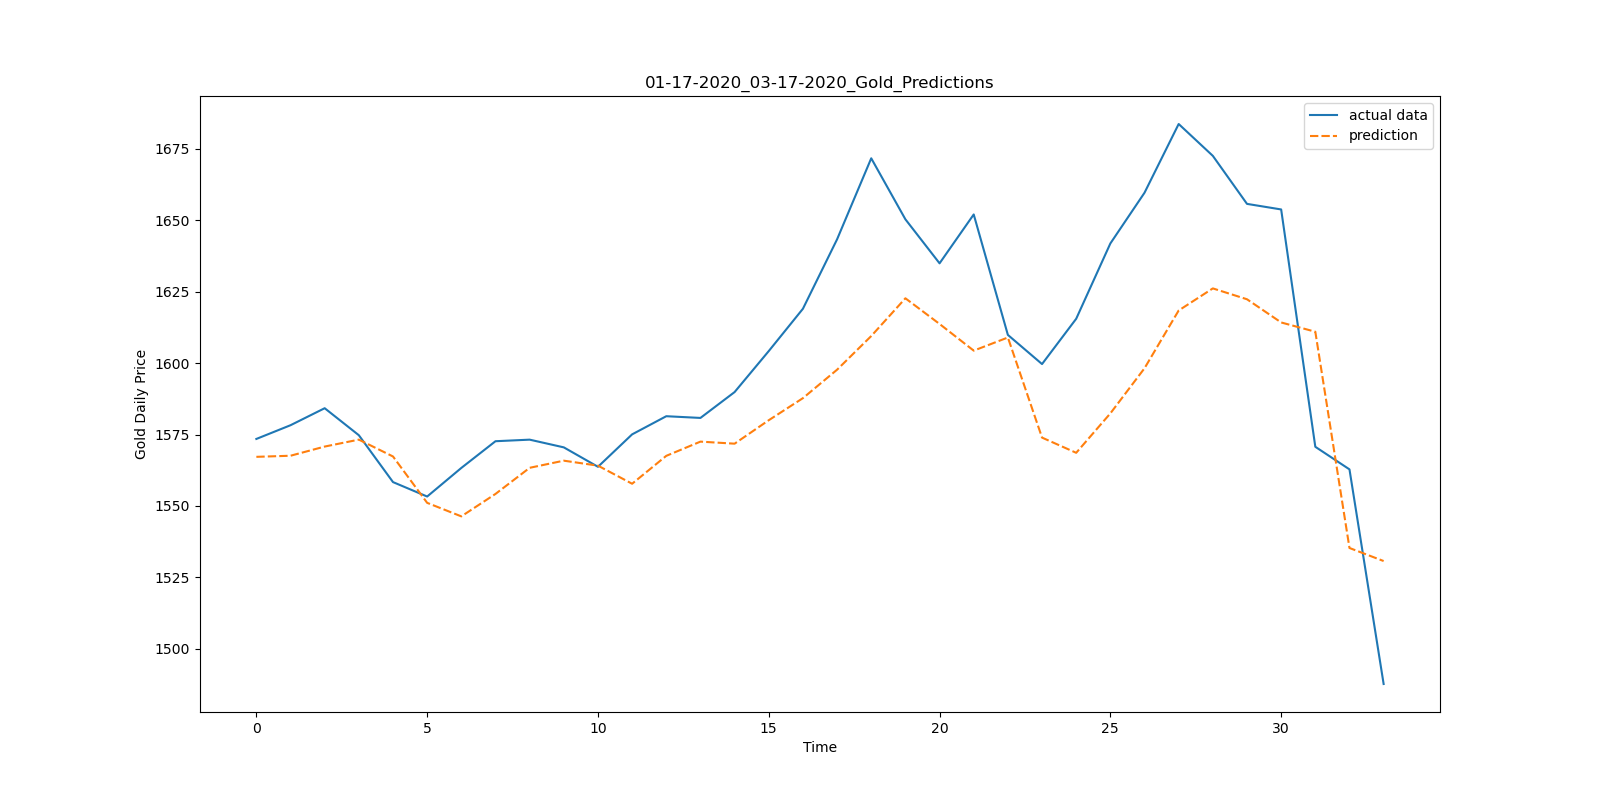 01-17-2020_03-17-2020_Gold_Predictions
actual data
prediction
Gold Daily Price
1675
1650
1625
1600
1575
1550
1525
1500
0 5 10 15 20 25 30
Time